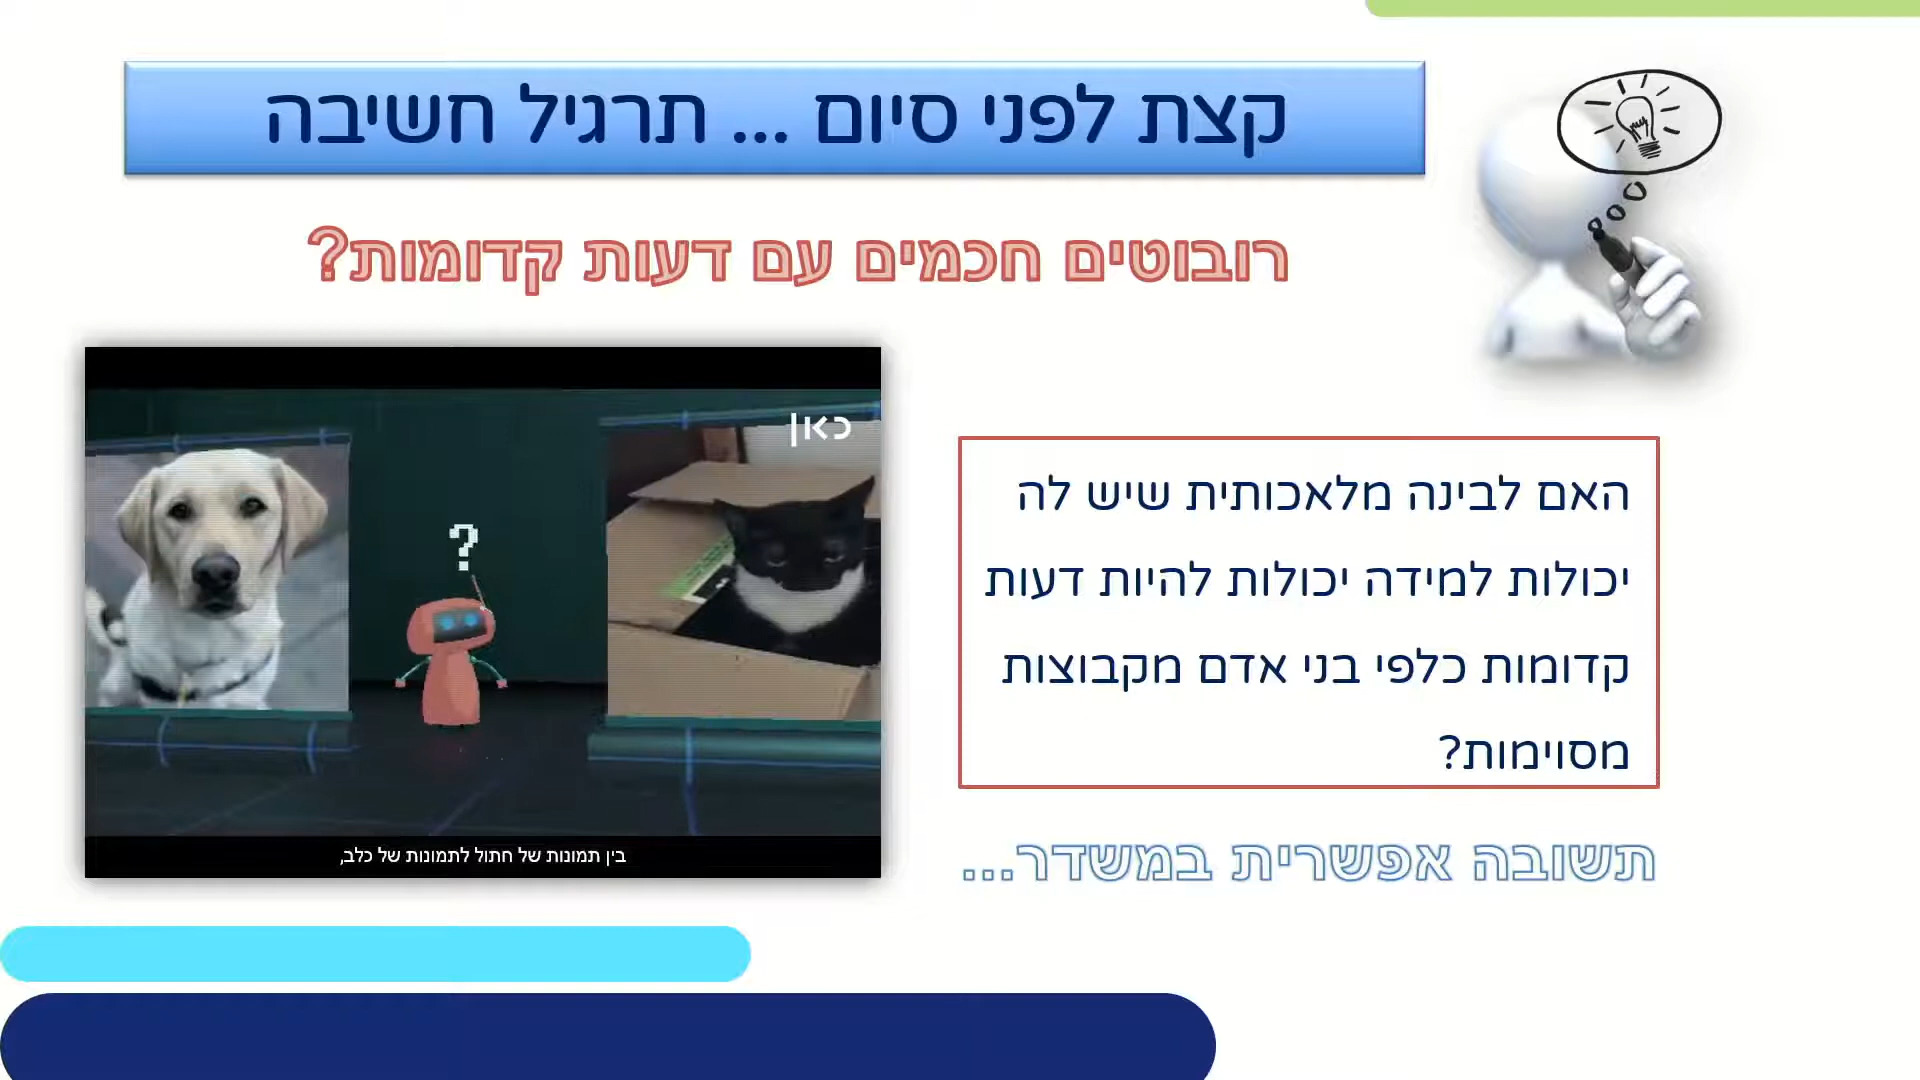 קצת לפני סיום ... תרגיל חשיבה
רובוטים חכמים עם דעות קדומות?
האם לבינה מלאכותית שיש לה
יכולות למידה יכולות להיות דעות
קדומות כלפי בני אדם מקבוצות
מסוימות?
תשובה אפשרית במשדר...
כאן
?
בין תמונות של חתול לתמונות של כלב,